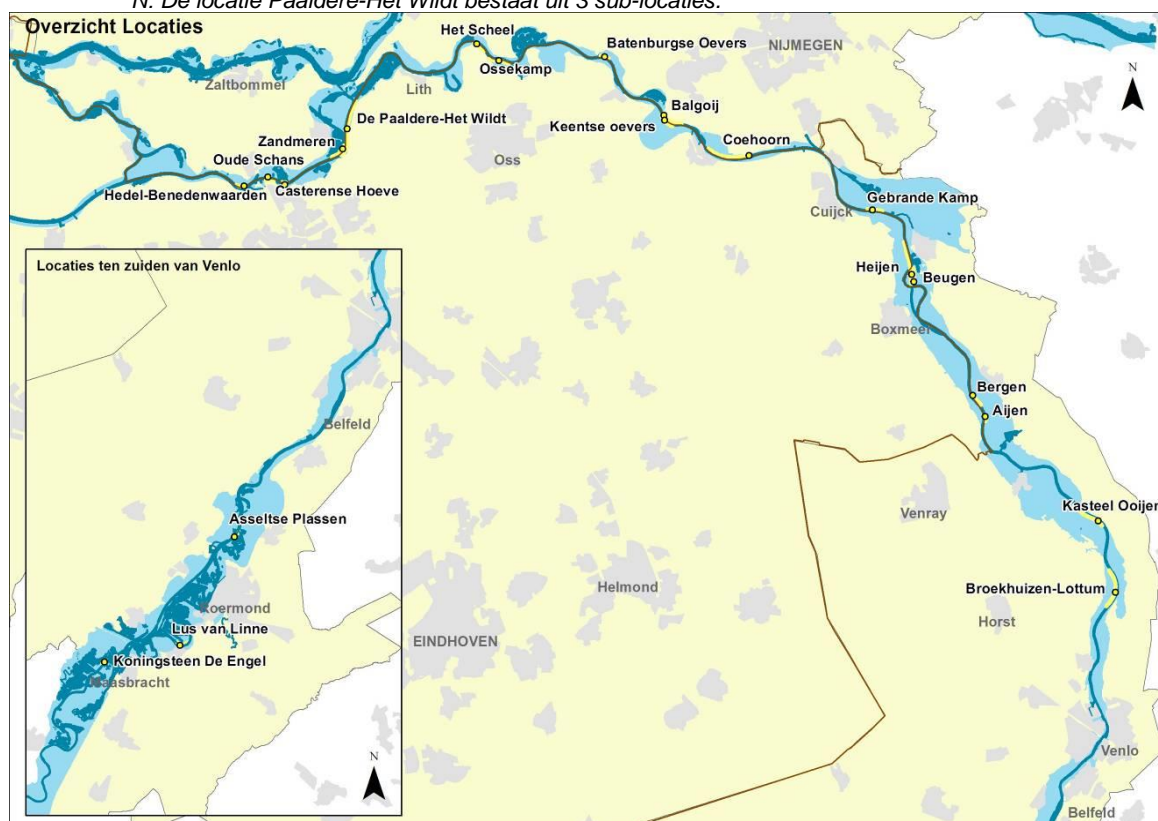 N. De locatie Paaldere-Het Wildt bestaat uit 3 sub-locaties.
Overzicht Locaties
Het Scheel
Batenburgse Oevers
NIJMEGEN
Ossekamp
Zaltbommel
Lith
N
De Paaldere-Het Wildt
Balgoij
Keentse oevers
Zandmeren
Coehoorn
Oude Schans
Oss
Hedel-Benedenwaarden
Casterense Hoeve
Gebrande Kamp
Cuijck
Heijen
Beugen
Boxmeer
Bergen
Aijen
Kasteel Ooijen
Venray
Helmond
Broekhuizen-Lottum
Horst
EINDHOVEN
Venlo
Belfeld
Locaties ten zuiden van Venlo
Belfeld
Asseltse Plassen
Roermond
Lus van Linne
Koningsteen De Engel
Maasbracht
N